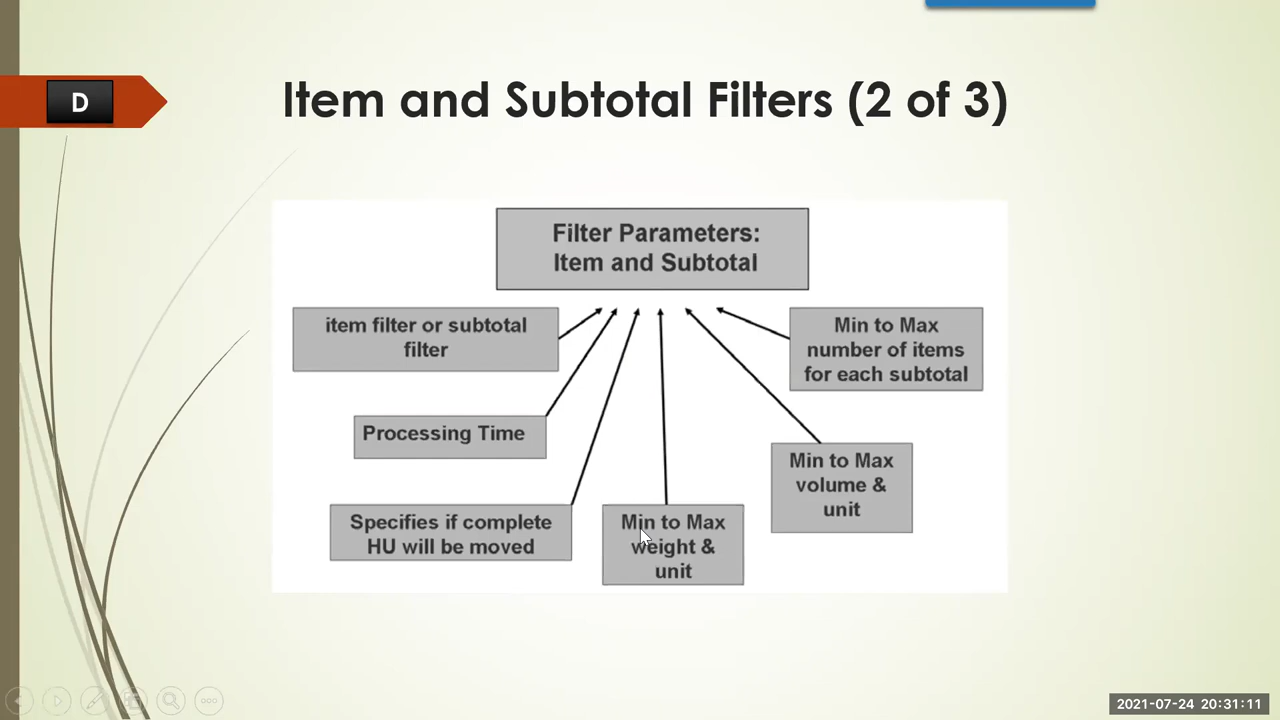 D
Item and Subtotal Filters (2 of 3)
Filter Parameters:
Item and Subtotal
item filter or subtotal
filter
Min to Max
number of items
for each subtotal
Processing Time
Min to Max
volume &
unit
Specifies if complete
HU will be moved
Min to Max
weight &
unit
2021-07-24 20:31:11